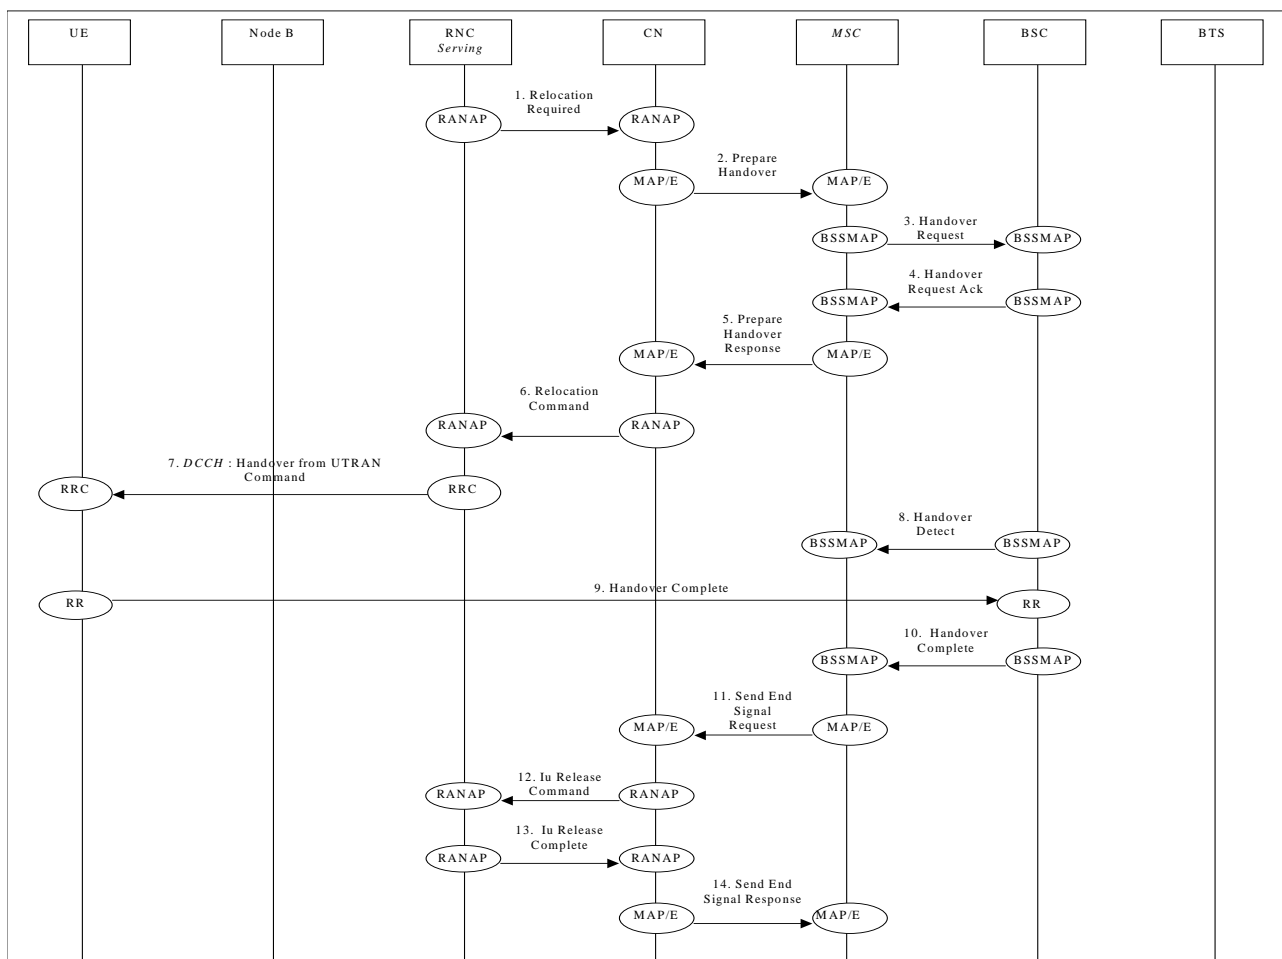 UE
Node B
RNC
Serving
CN
MSC
BSC
BTS
1. Relocation
Required
RANAP
RANAP
2. Prepare
Handover
MAP/E
MAP/E
3. Handover
Request
BSSMAP
BSSMAP
4. Handover
Request Ack
BSSMAP
BSSMAP
5. Prepare
Handover
Response
MAP/E
MAP/E
6. Relocation
Command
RANAP
RANAP
7. DCCH : Handover from UTRAN
Command
RRC
RRC
8. Handover
Detect
BSSMAP
BSSMAP
9. Handover Complete
RR
RR
10. Handover
Complete
BSSMAP
BSSMAP
11. Send End
Signal
Request
MAP/E
MAP/E
12. Iu Release
Command
RANAP
RANAP
13. Iu Release
Complete
RANAP
RANAP
14. Send End
Signal Response
MAP/E
MAP/E